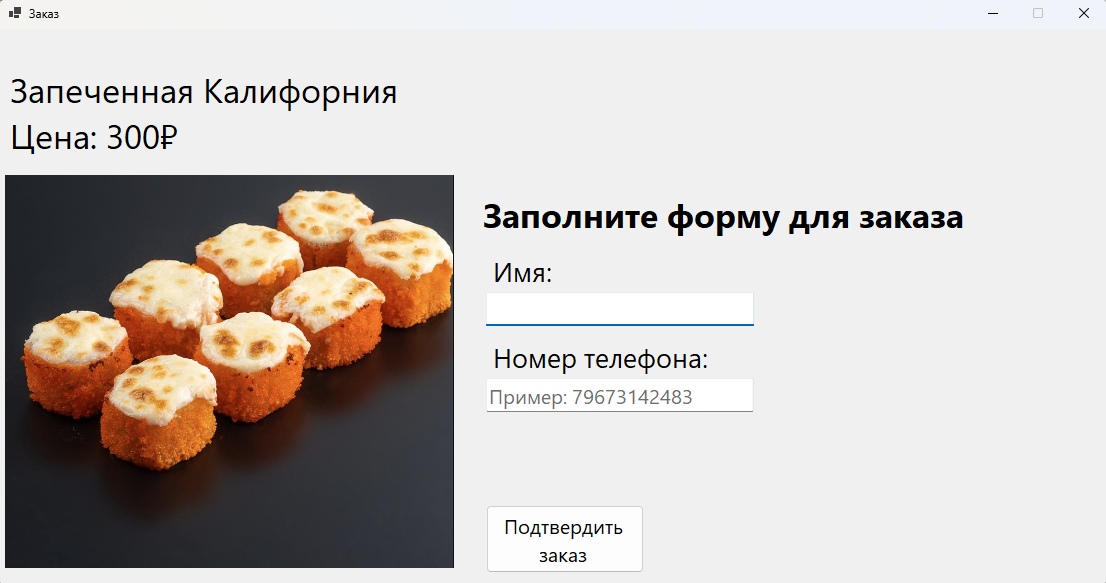 Заказ
Запеченная Калифорния
Цена: 300₽
Заполните форму для заказа
Имя:
Номер телефона:
Пример: 79673142483
Подтвердить
заказ